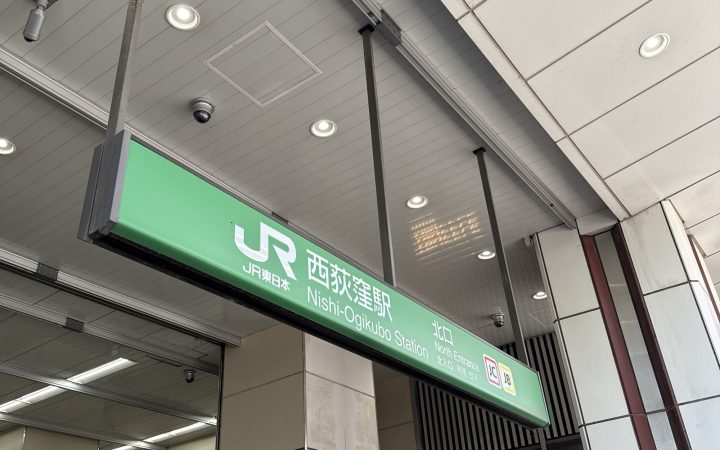 JR
JR東日本
西荻窪駅
Nishi-Ogikubo Station
北口
North Entrance
JC
JB